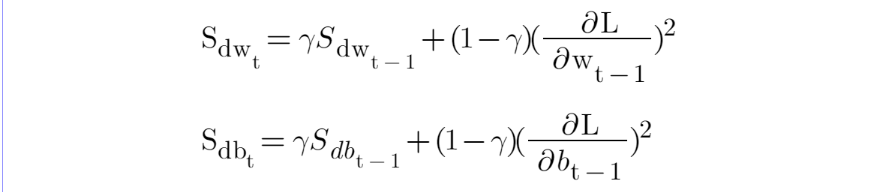 S_{dw_t} = γS_{dw_{t-1}} + (1-γ)(∂L/∂w_{t-1})²
S_{db_t} = γS_{db_{t-1}} + (1-γ)(∂L/∂b_{t-1})²